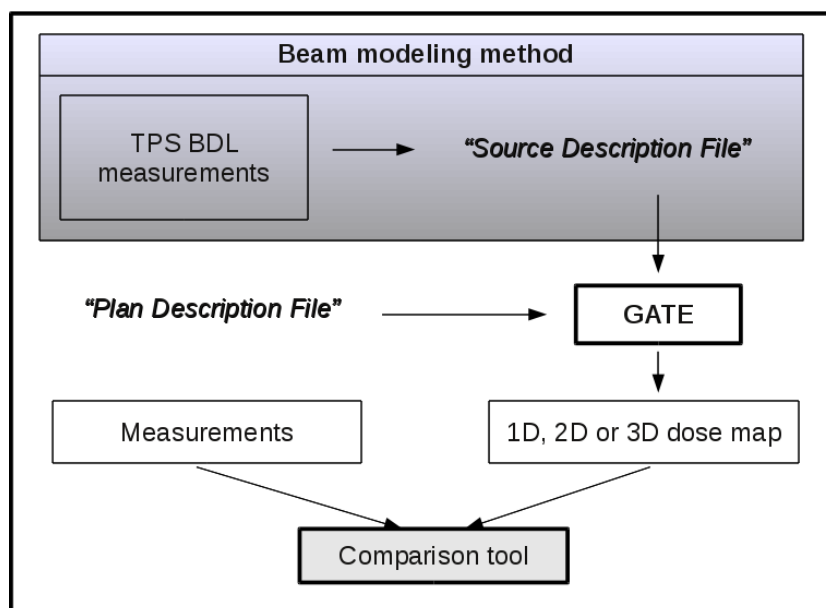 Beam modeling method
TPS BDL
measurements
“Source Description File”
“Plan Description File”
GATE
Measurements
1D, 2D or 3D dose map
Comparison tool